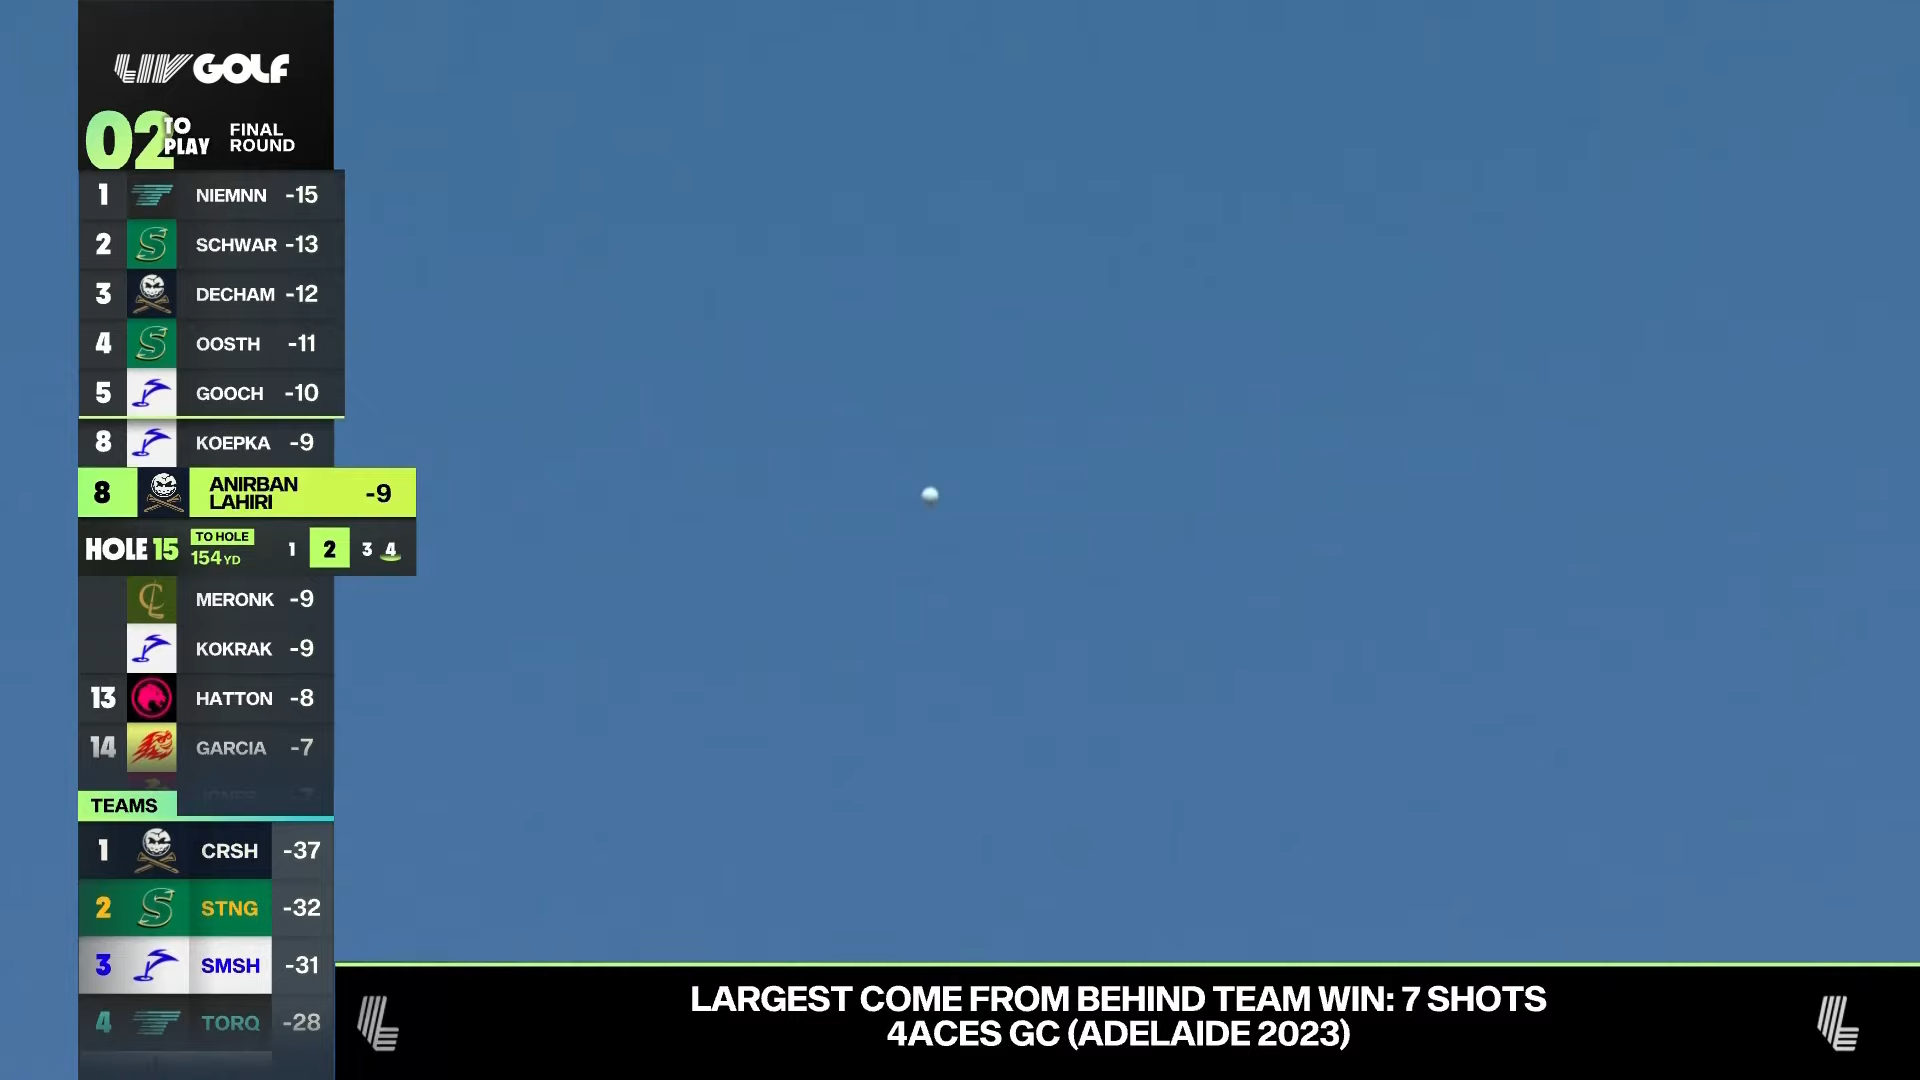 LIV GOLF
02 TO PLAY FINAL ROUND
1 NIEMNN -15
2 SCHWAR -13
3 DECHAM -12
4 OOSTH -11
5 GOOCH -10
8 KOEPKA -9
8 ANIRBAN LAHIRI -9
HOLE 15 TO HOLE 154 YD 1 2 3 4
MERONK -9
KOKRAK -9
13 HATTON -8
14 GARCIA -7
TEAMS
1 CRSH -37
2 STNG -32
3 SMSH -31
4 TORQ -28
LARGEST COME FROM BEHIND TEAM WIN: 7 SHOTS
4ACES GC (ADELAIDE 2023)